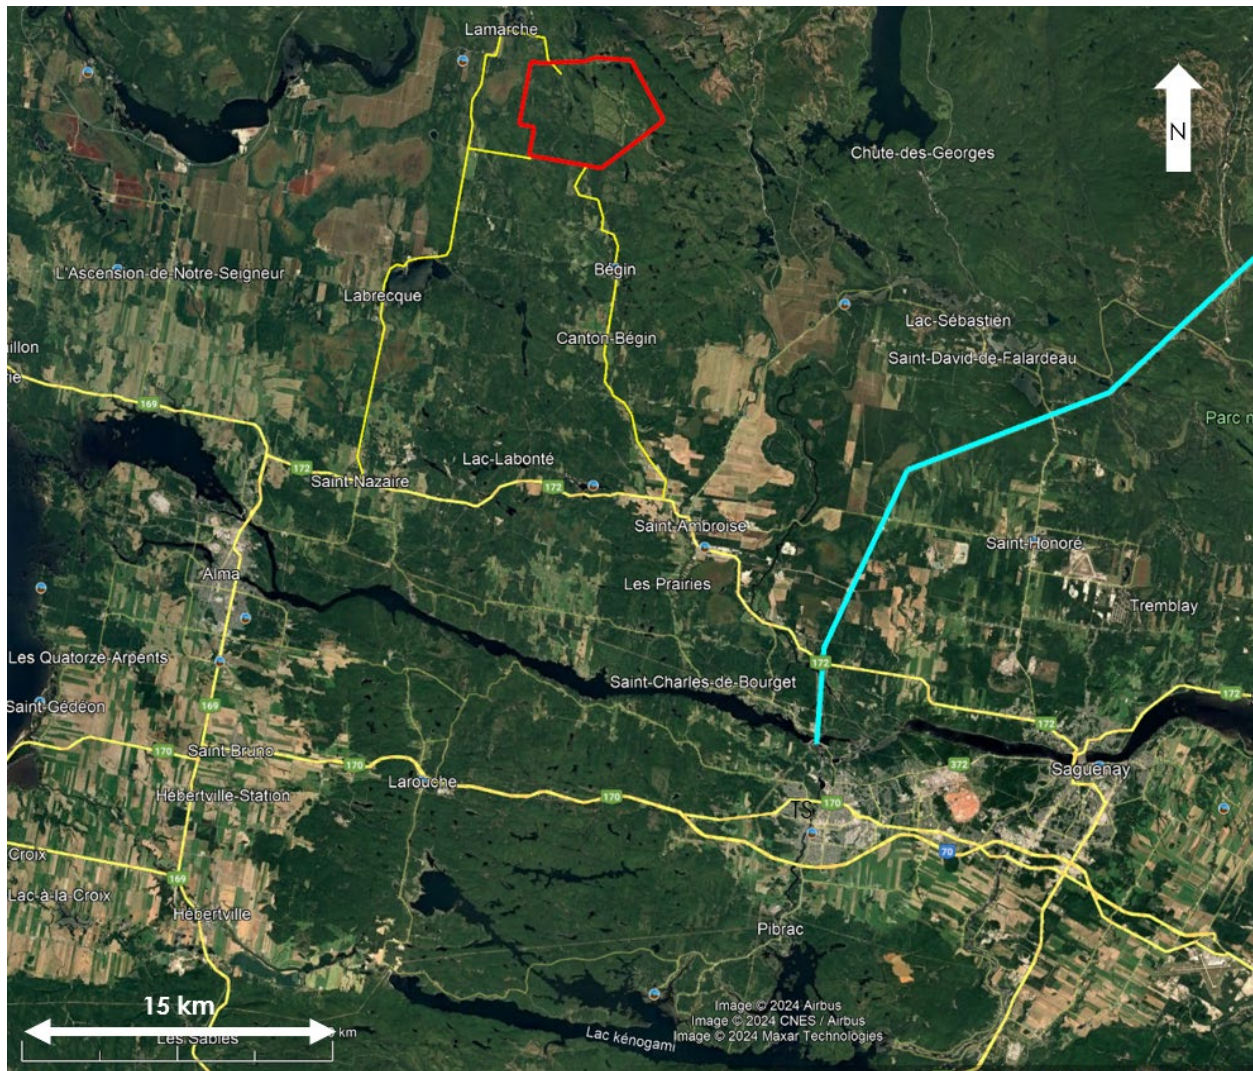 Lamarche
N
Chute-des-Georges
L'Ascension-de-Notre-Seigneur
Bégin
Labrecque
Lac-Sébastien
Canton-Bégin
Saint-David-de-Falardeau
169
Parc
172
Lac-Labonté
Saint-Nazaire
172
Saint-Ambroise
Saint-Honoré
Alma
Les Prairies
Tremblay
Les Quatorze-Arpents
172
Saint-Charles-de-Bourget
172
Saint-Gédéon
169
172
170
Saint-Bruno
170
372
Saguenay
Larouche
Hébertville-Station
170
170
TS
70
Croix
169
Lac-à-la-Croix
Hébertville
Pibrac
15 km
Image © 2024 Airbus
Image © 2024 CNES / Airbus
Image © 2024 Maxar Technologies
km
Les Sables
Lac kénogami